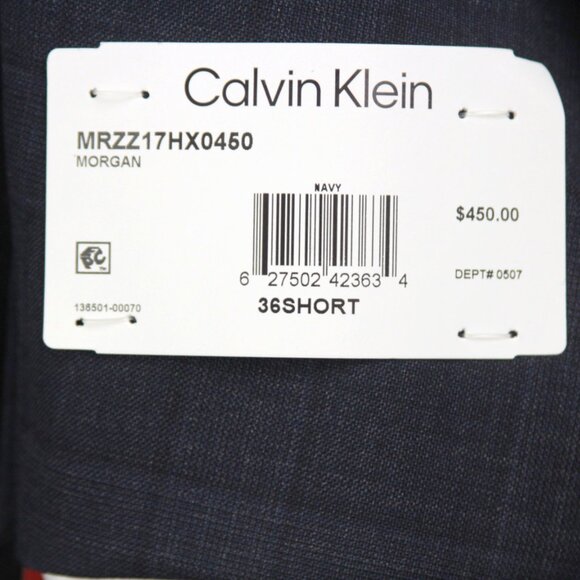 Calvin Klein
MRZZ17HX0450
MORGAN
NAVY
$450.00
6 27502 42363 4
DEPT# 0507
136501-00070
36SHORT